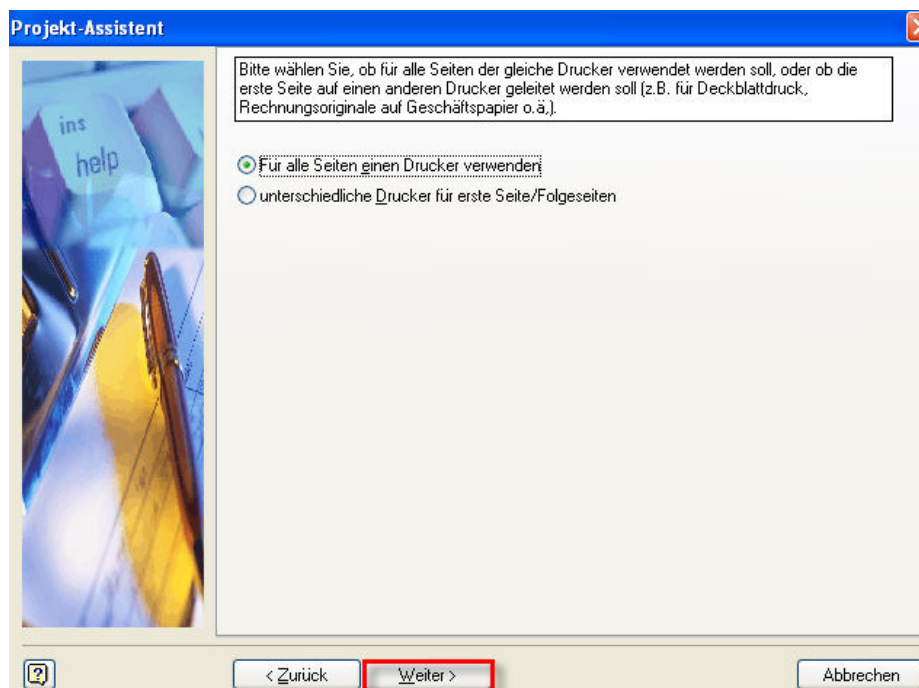 Projekt-Assistent
ins
help
Bitte wählen Sie, ob für alle Seiten der gleiche Drucker verwendet werden soll, oder ob die
erste Seite auf einen anderen Drucker geleitet werden soll (z.B. für Deckblattdruck,
Rechnungsoriginale auf Geschäftspapier o.ä,).
Für alle Seiten einen Drucker verwenden
unterschiedliche Drucker für erste Seite/Folgeseiten
?
< Zurück
Weiter >
Abbrechen